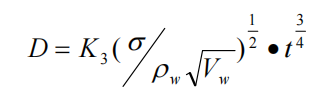 D = K₃(σ/ρ_w√V_w)^(1/2) • t^(3/4)